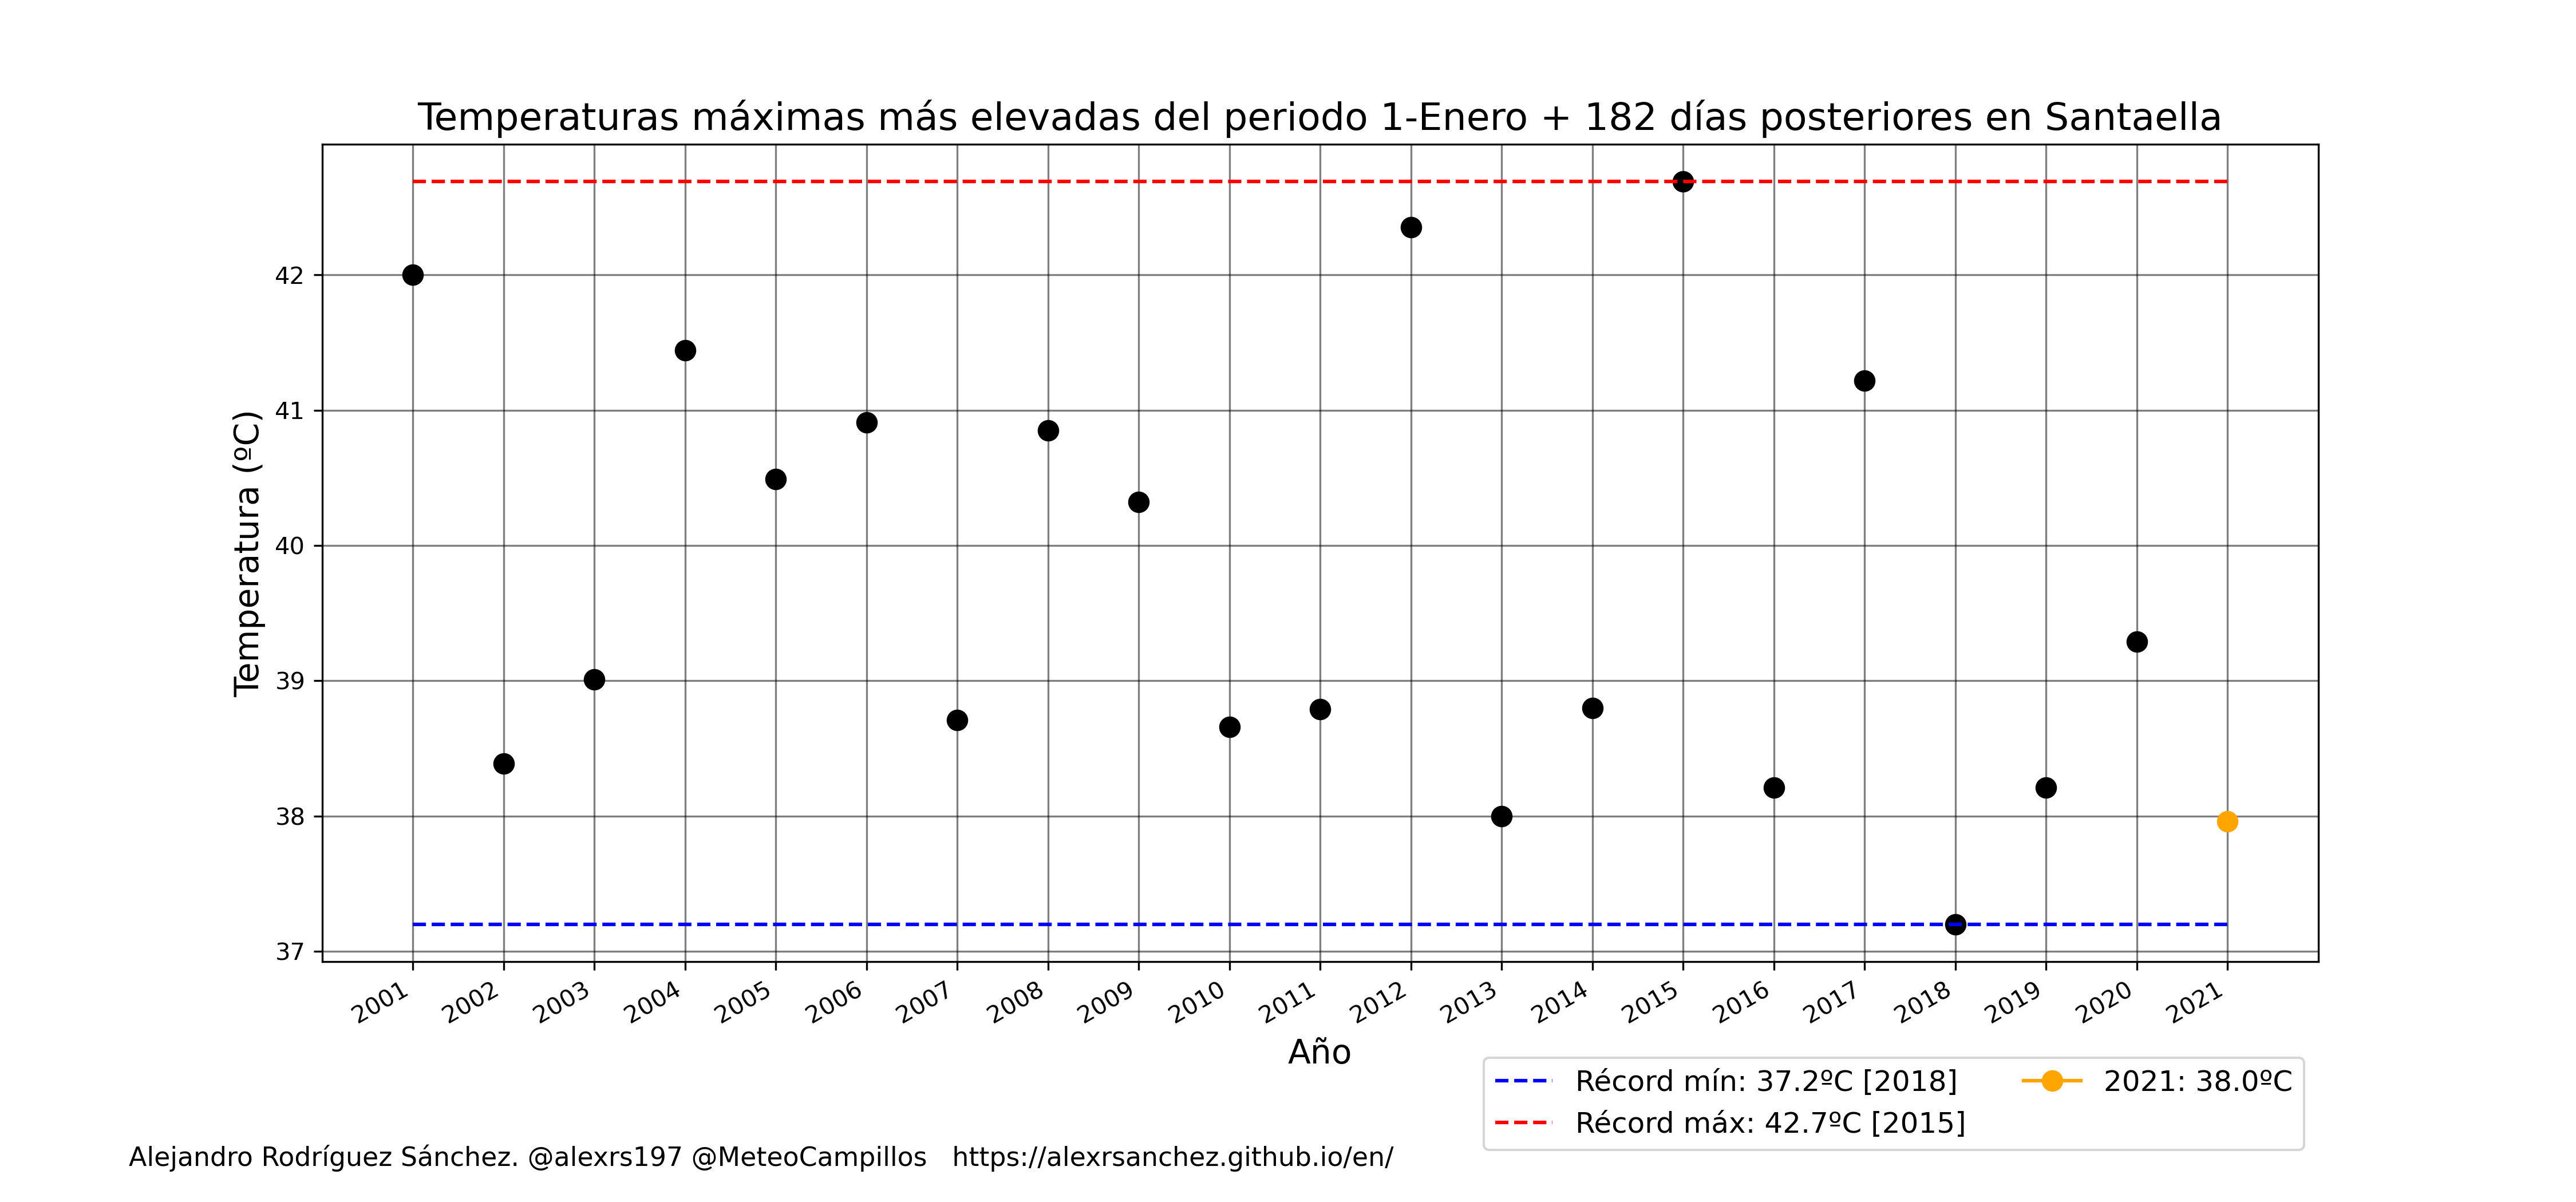 Temperaturas máximas más elevadas del periodo 1-Enero + 182 días posteriores en Santaella
Temperatura (ºC)
42
41
40
39
38
37
2001 2002 2003 2004 2005 2006 2007 2008 2009 2010 2011 2012 2013 2014 2015 2016 2017 2018 2019 2020 2021
Año
Récord mín: 37.2ºC [2018] 2021: 38.0ºC
Récord máx: 42.7ºC [2015]
Alejandro Rodríguez Sánchez. @alexrs197 @MeteoCampillos https://alexrsanchez.github.io/en/